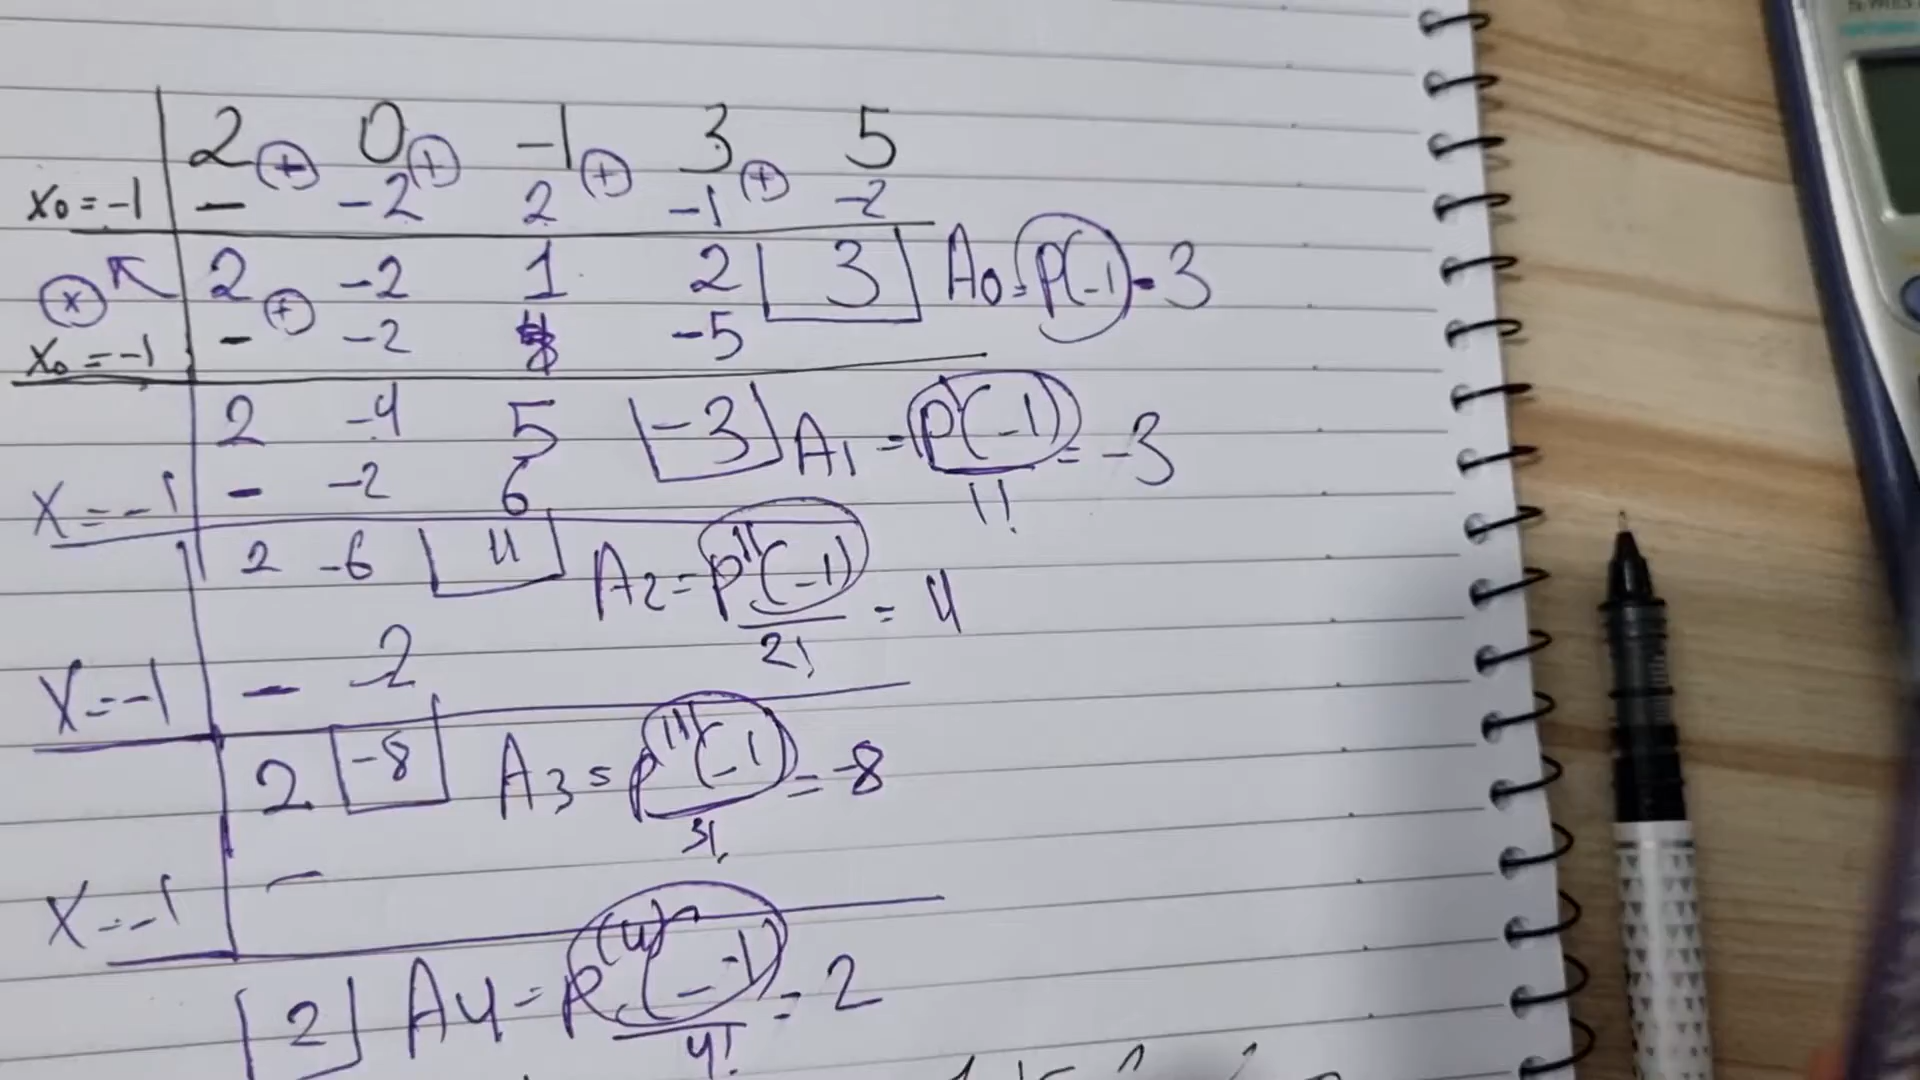 2 ⊕ 0 ⊕ -1 ⊕ 3 ⊕ 5
x₀ = -1 - -2 2 -1 -2
2 ⊕ -2 1 2 3 A₀ = P(-1) = 3
x₀ = -1 - -2 4 -5
2 -4 5 -3 A₁ = P'(-1) / 1! = -3
x = -1 - -2 6
2 -6 11 A₂ = P''(-1) / 2! = 11
x = -1 - -2
2 -8 A₃ = P'''(-1) / 3! = -8
x = -1 -
2 A4 = P⁽⁴⁾(-1) / 4! = 2